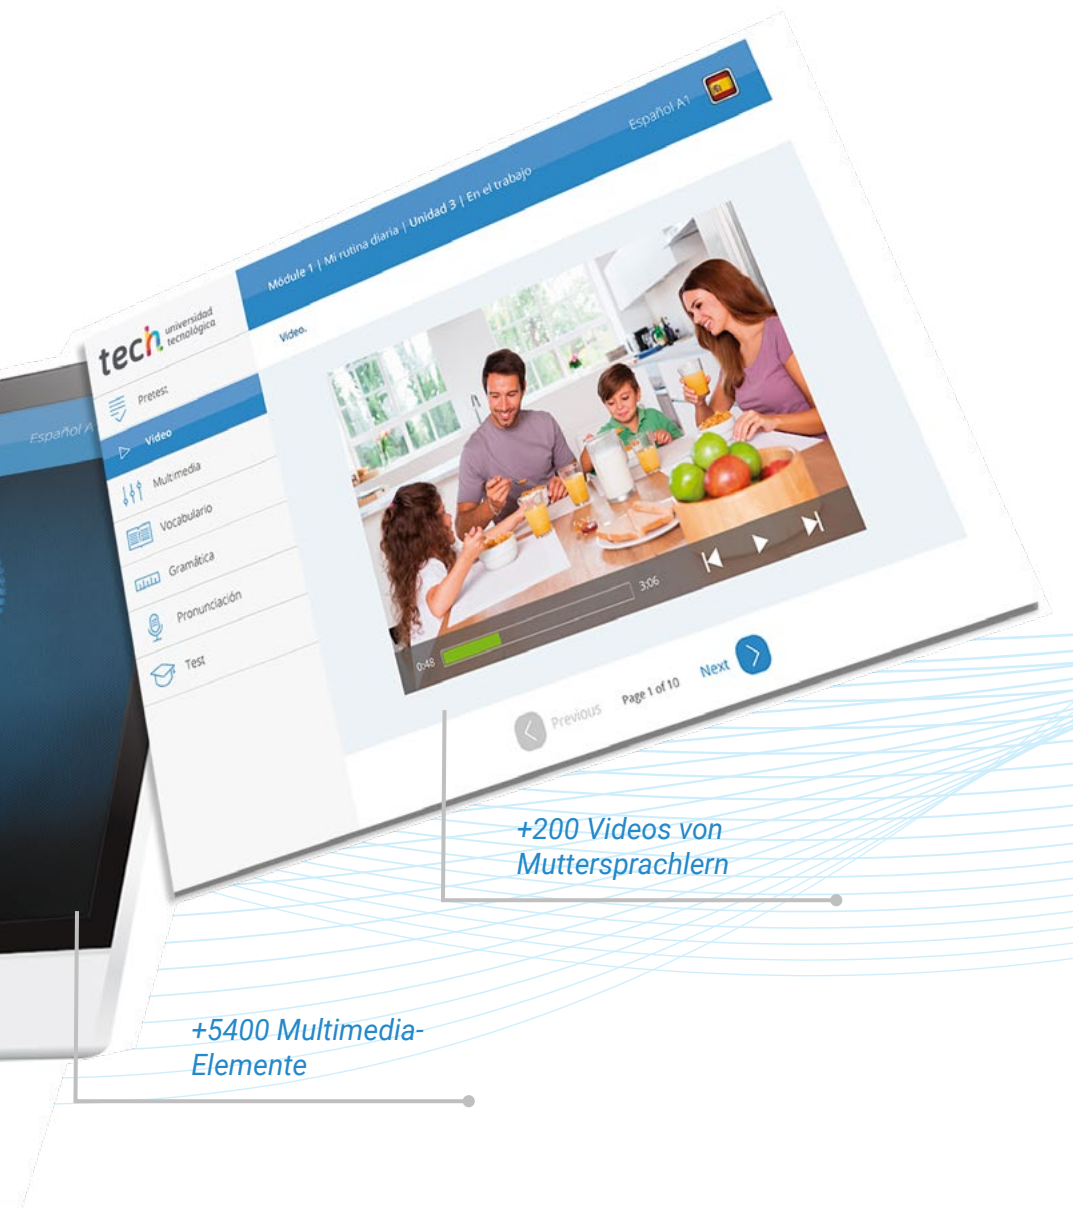 Español A1
Módule 1 | Mi rutina diaria | Unidad 3 | En el trabajo
tech universidad
tecnológica
Video.
Pretest
Video
Multimedia
Vocabulario
Gramática
Pronunciación
Test
Español A
0:48
3:06
Previous
Page 1 of 10
Next
+200 Videos von
Muttersprachlern
+5400 Multimedia-
Elemente